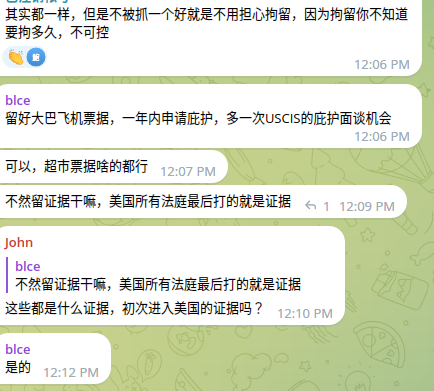 其实都一样，但是不被抓一个好就是不用担心拘留，因为拘留你不知道
要拘多久，不可控
12:06 PM
blce
留好大巴飞机票据，一年内申请庇护，多一次USCIS的庇护面谈机会
12:06 PM
可以，超市票据啥的都行 12:07 PM
不然留证据干嘛，美国所有法庭最后打的就是证据 1 12:09 PM
John
blce
不然留证据干嘛，美国所有法庭最后打的就是证据
这些都是什么证据，初次进入美国的证据吗？ 12:10 PM
blce
是的 12:12 PM